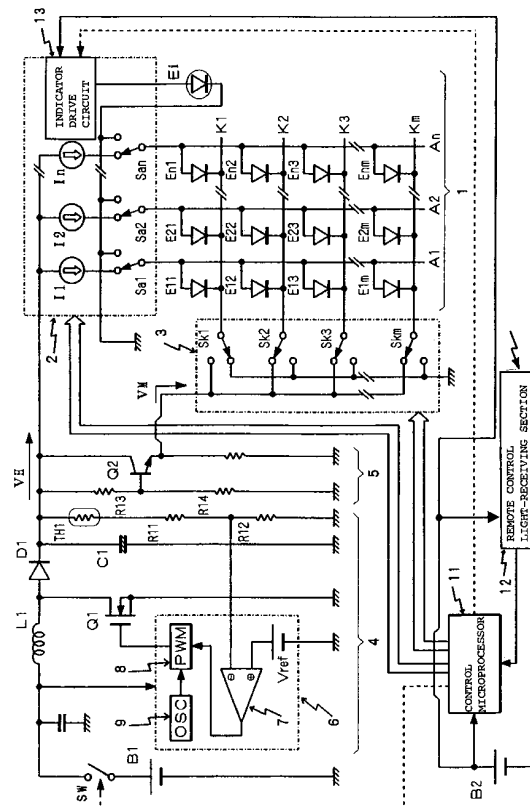 13
INDICATOR DRIVE CIRCUIT
Ei
In
I2
I1
San
Sa2
Sa1
2
En1
En2
En3
Enm
K1
K2
K3
Km
E21
E22
E23
E2m
E11
E12
E13
E1m
An
A2
A1
1
3
Sk1
Sk2
Sk3
Skm
VM
VH
Q2
R13
R14
5
TH1
R11
R12
D1
C1
L1
Q1
4
8
PWM
9
OSC
Vref
7
6
B1
SW
REMOTE CONTROL LIGHT-RECEIVING SECTION
12
11
CONTROL MICROPROCESSOR
B2